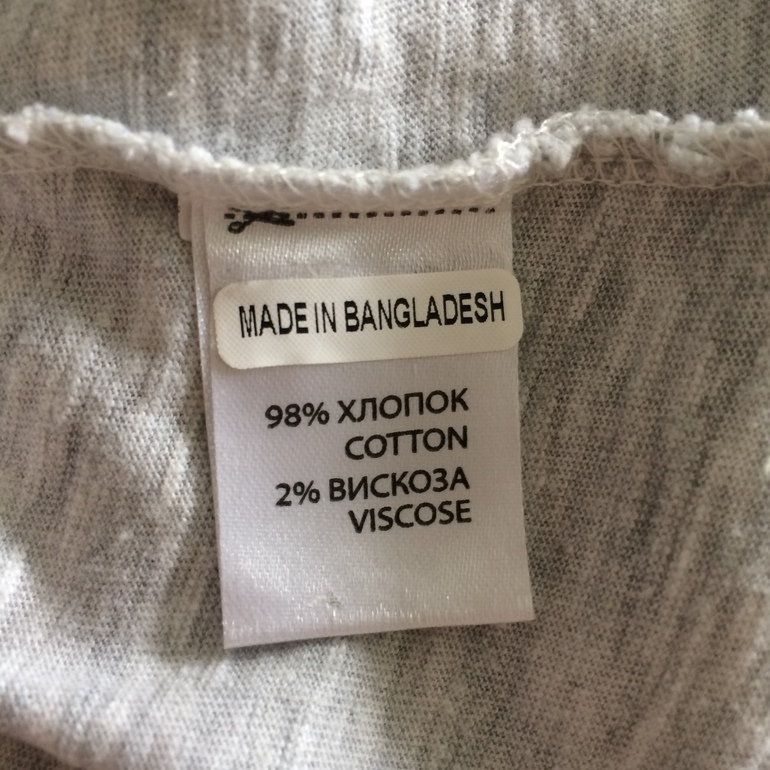 MADE IN BANGLADESH
98% ХЛОПОК
COTTON
2% ВИСКОЗА
VISCOSE